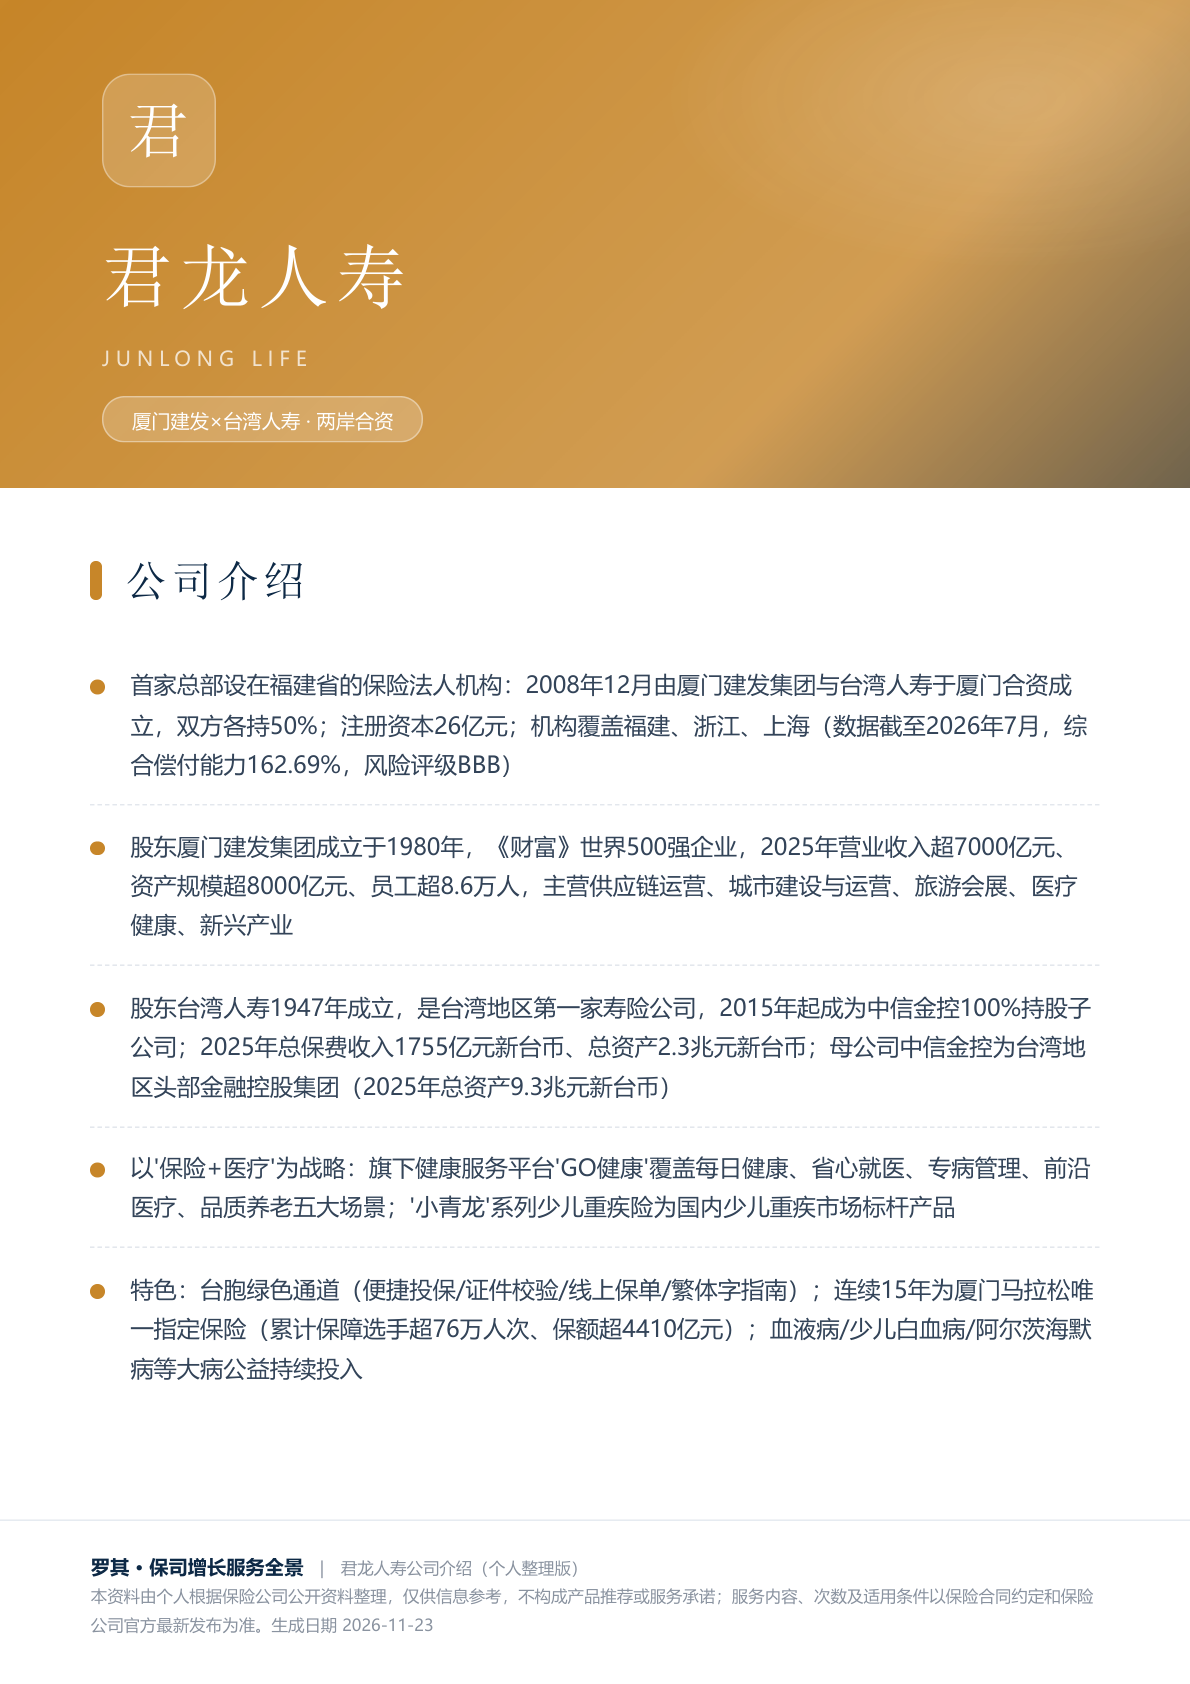 君
君龙人寿
JUNLONG LIFE
厦门建发×台湾人寿 · 两岸合资
公司介绍
首家总部设在福建省的保险法人机构：2008年12月由厦门建发集团与台湾人寿于厦门合资成
立，双方各持50%；注册资本26亿元；机构覆盖福建、浙江、上海（数据截至2026年7月，综
合偿付能力162.69%，风险评级BBB）
股东厦门建发集团成立于1980年，《财富》世界500强企业，2025年营业收入超7000亿元、
资产规模超8000亿元、员工超8.6万人，主营供应链运营、城市建设与运营、旅游会展、医疗
健康、新兴产业
股东台湾人寿1947年成立，是台湾地区第一家寿险公司，2015年起成为中信金控100%持股子
公司；2025年总保费收入1755亿元新台币、总资产2.3兆元新台币；母公司中信金控为台湾地
区头部金融控股集团（2025年总资产9.3兆元新台币）
以'保险+医疗'为战略：旗下健康服务平台'GO健康'覆盖每日健康、省心就医、专病管理、前沿
医疗、品质养老五大场景；'小青龙'系列少儿重疾险为国内少儿重疾市场标杆产品
特色：台胞绿色通道（便捷投保/证件校验/线上保单/繁体字指南）；连续15年为厦门马拉松唯
一指定保险（累计保障选手超76万人次、保额超4410亿元）；血液病/少儿白血病/阿尔茨海默
病等大病公益持续投入
罗其·保司增长服务全景 | 君龙人寿公司介绍（个人整理版）
本资料由个人根据保险公司公开资料整理，仅供信息参考，不构成产品推荐或服务承诺；服务内容、次数及适用条件以保险合同约定和保险
公司官方最新发布为准。生成日期 2026-11-23